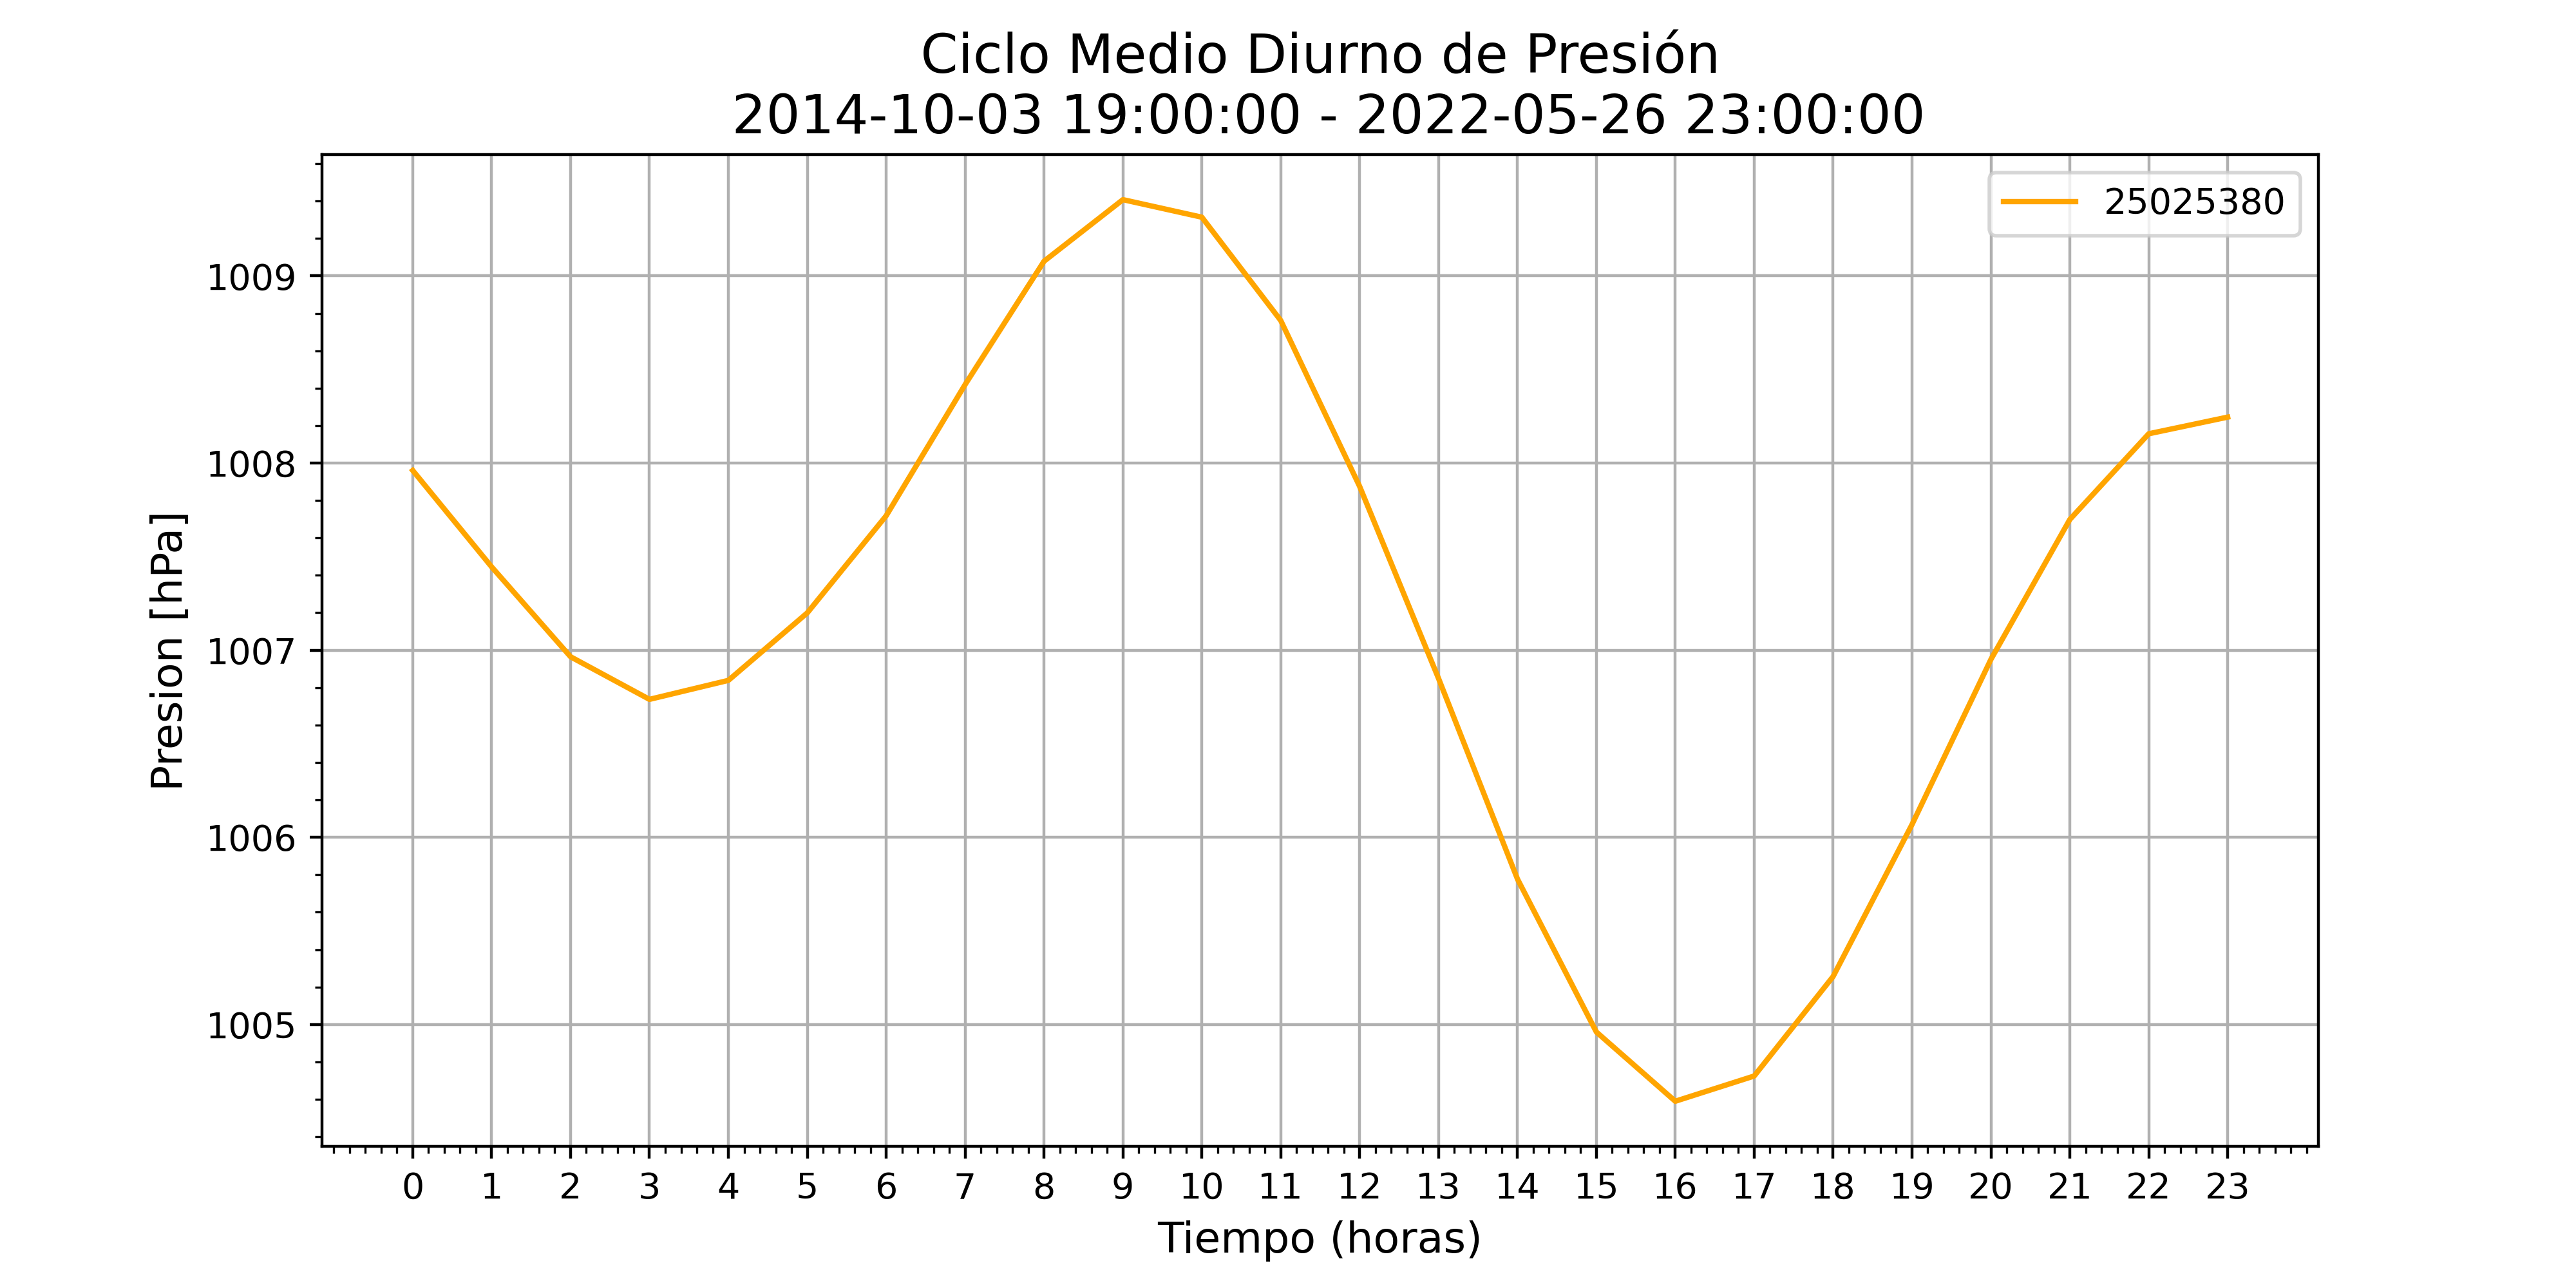 Ciclo Medio Diurno de Presión
2014-10-03 19:00:00 - 2022-05-26 23:00:00
25025380
Presion [hPa]
1009
1008
1007
1006
1005
0 1 2 3 4 5 6 7 8 9 10 11 12 13 14 15 16 17 18 19 20 21 22 23
Tiempo (horas)